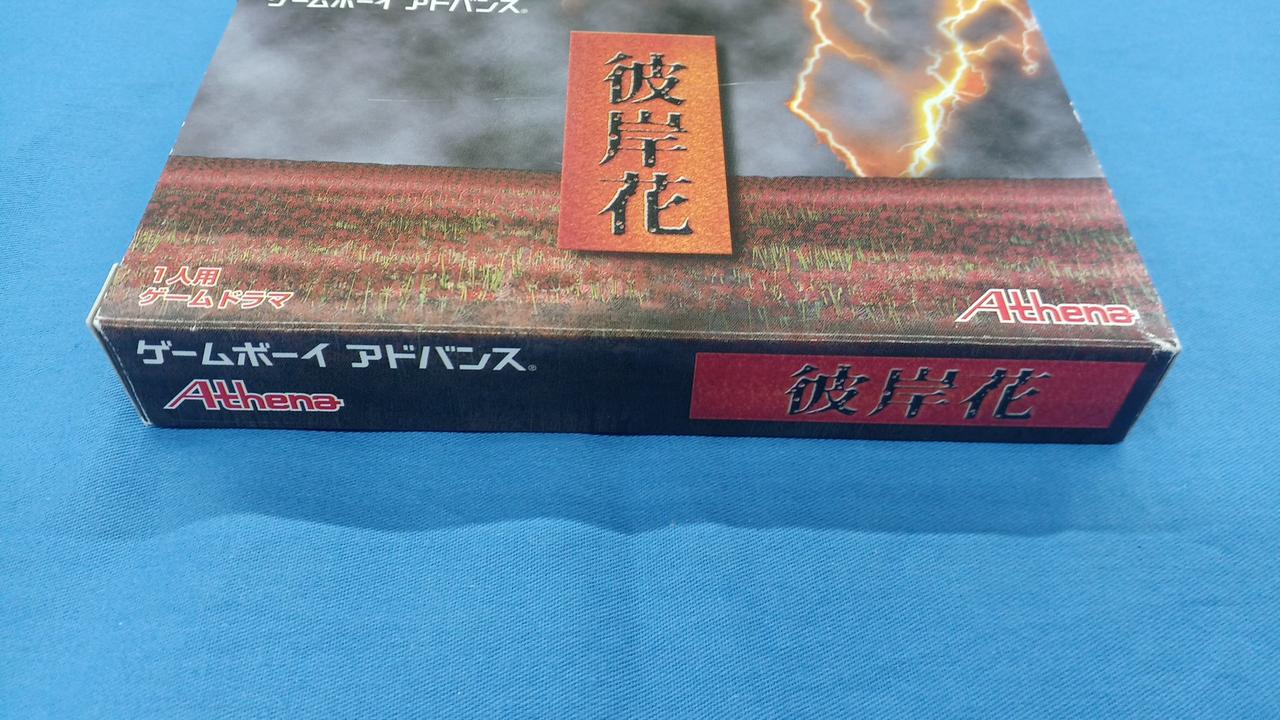 ゲームボーイ アドバンス®
彼岸花
1人用
ゲームドラマ
Athena
ゲームボーイ アドバンス®
Athena
彼岸花